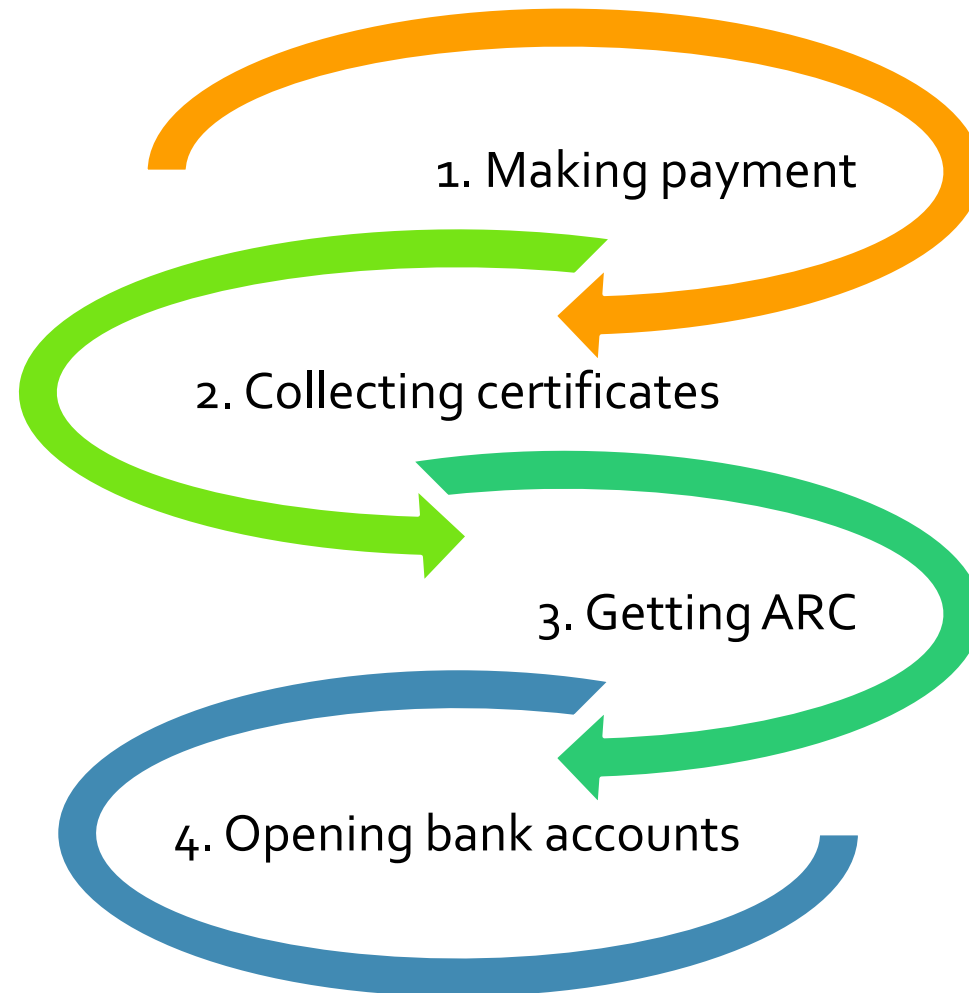 1. Making payment
2. Collecting certificates
3. Getting ARC
4. Opening bank accounts